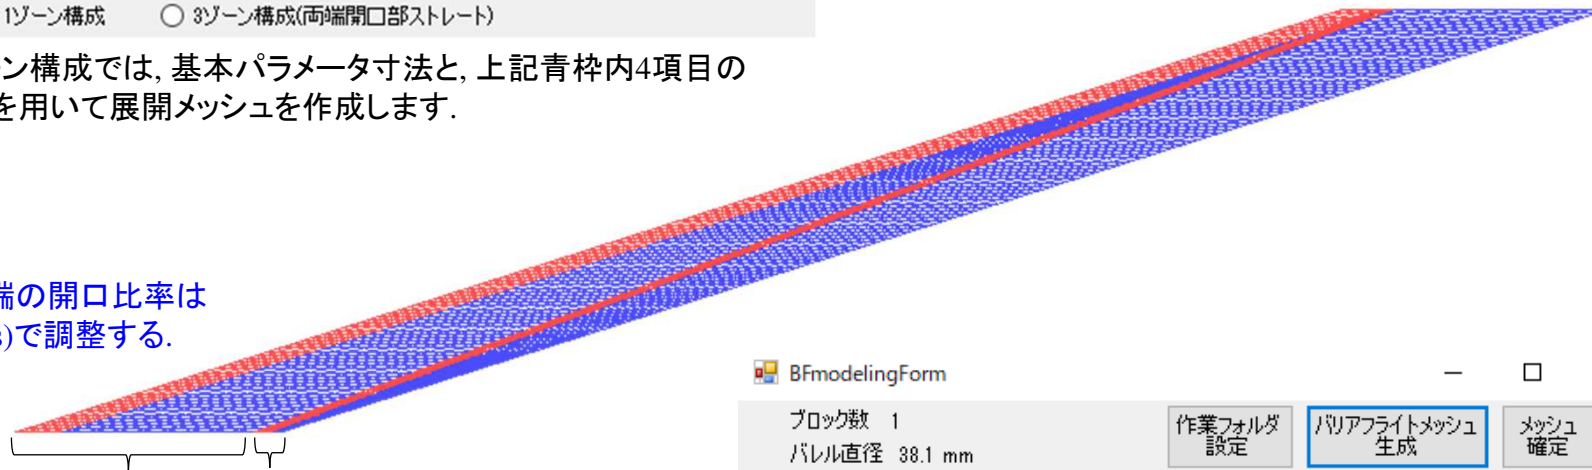 1ゾーン構成 3ゾーン構成(両端開口部ストレート)
ン構成では, 基本パラメータ寸法と, 上記青枠内4項目の
を用いて展開メッシュを作成します.
端の開口比率は
)で調整する.
BFmodelingForm
ブロック数 1
バレル直径 38.1 mm
作業フォルダ
設定
バリアフライトメッシュ
生成
メッシュ
確定